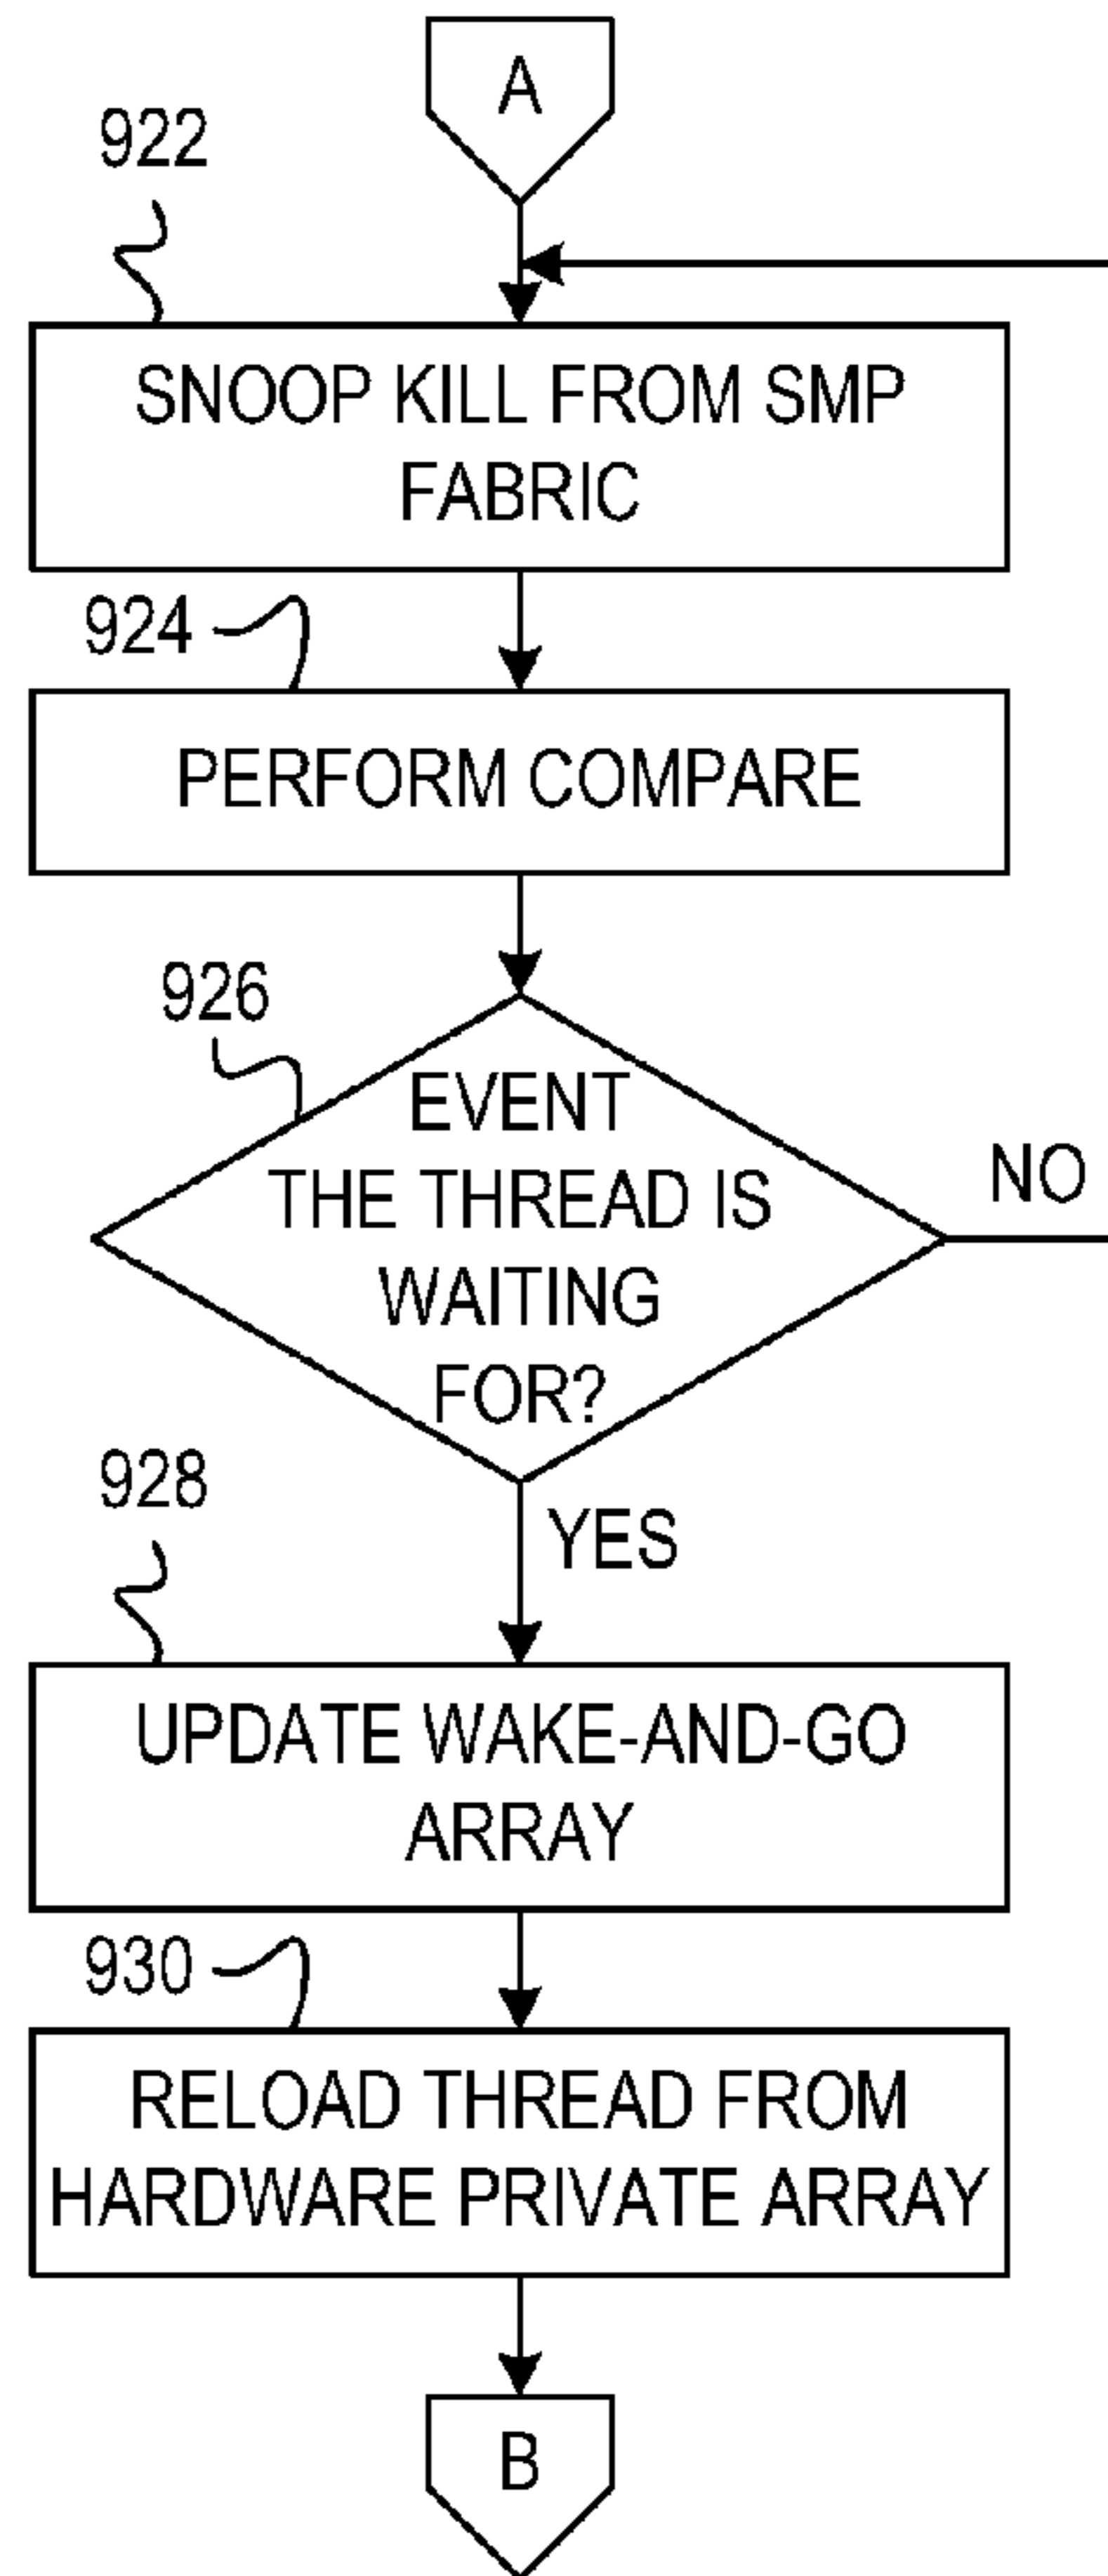 A
922
SNOOP KILL FROM SMP
FABRIC
924
PERFORM COMPARE
926
EVENT
THE THREAD IS
WAITING
FOR?
NO
YES
928
UPDATE WAKE-AND-GO
ARRAY
930
RELOAD THREAD FROM
HARDWARE PRIVATE ARRAY
B